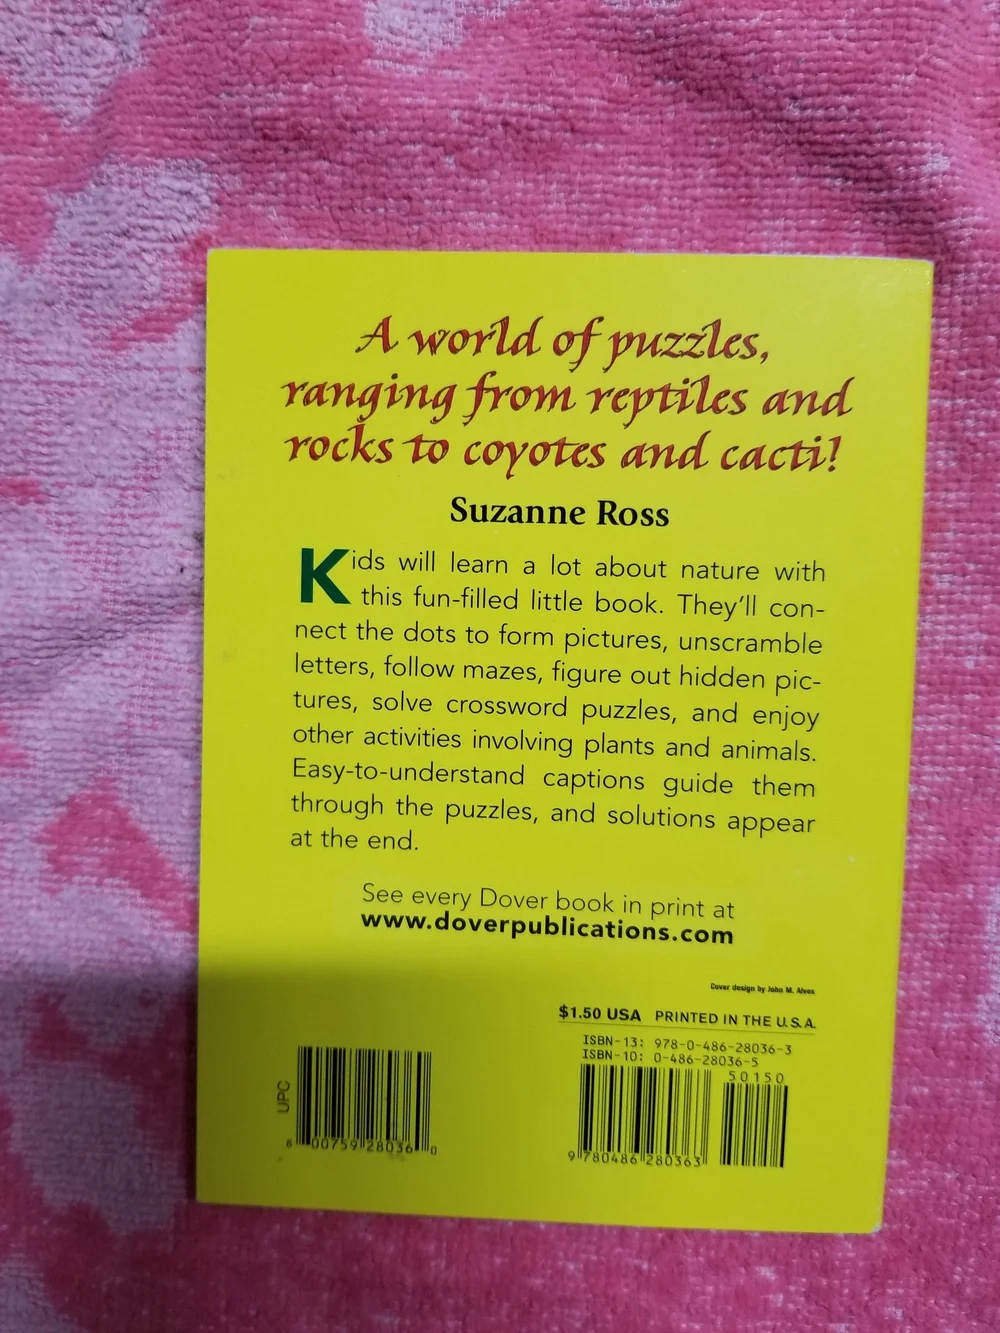 A world of puzzles,
ranging from reptiles and
rocks to coyotes and cacti!
Suzanne Ross
Kids will learn a lot about nature with
this fun-filled little book. They'll con-
nect the dots to form pictures, unscramble
letters, follow mazes, figure out hidden pic-
tures, solve crossword puzzles, and enjoy
other activities involving plants and animals.
Easy-to-understand captions guide them
through the puzzles, and solutions appear
at the end.
See every Dover book in print at
www.doverpublications.com
Cover design by John M. Alves
$1.50 USA PRINTED IN THE U.S.A.
ISBN-13: 978-0-486-28036-3
ISBN-10: 0-486-28036-5
50150
UPC
8 00759 28036 0
9 780486 280363